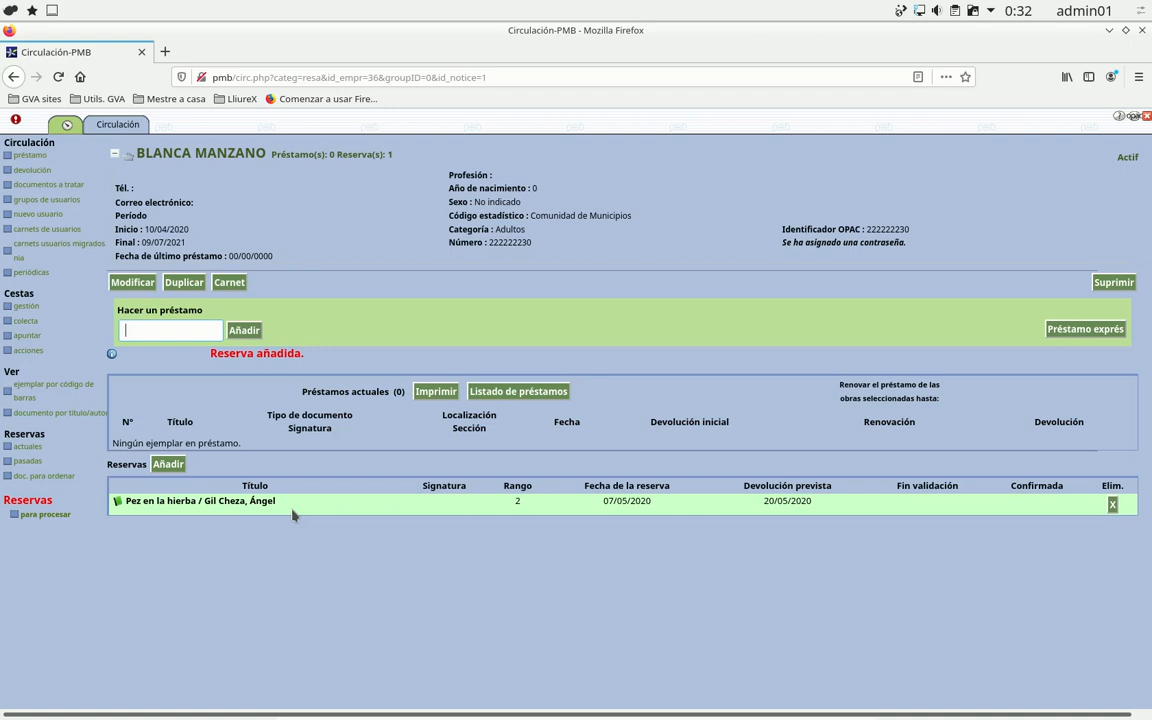 0:32 admin01
Circulación-PMB - Mozilla Firefox
Circulación-PMB
pmb/circ.php?categ=resa&id_empr=36&groupID=0&id_notice=1
GVA sites Utils. GVA Mestre a casa LliureX Comenzar a usar Fire...
Circulación
Circulación
préstamo
devolución
documentos a tratar
grupos de usuarios
nuevo usuario
carnets de usuarios
carnets usuarios migrados
nia
periódicas
Cestas
gestión
colecta
apuntar
acciones
Ver
ejemplar por código de
barras
documento por título/autor
Reservas
actuales
pasadas
doc. para ordenar
Reservas
para procesar
BLANCA MANZANO Préstamo(s): 0 Reserva(s): 1
Actif
Profesión :
Tél. : Año de nacimiento : 0
Correo electrónico: Sexo : No indicado
Período Código estadístico : Comunidad de Municipios
Inicio : 10/04/2020 Categoría : Adultos Identificador OPAC : 222222230
Final : 09/07/2021 Número : 222222230 Se ha asignado una contraseña.
Fecha de último préstamo : 00/00/0000
Modificar Duplicar Carnet Suprimir
Hacer un préstamo
Añadir Préstamo exprés
Reserva añadida.
Préstamos actuales (0) Imprimir Listado de préstamos
Renovar el préstamo de las
obras seleccionadas hasta:
Nº Título Tipo de documento Localización Fecha Devolución inicial Renovación Devolución
Signatura Sección
Ningún ejemplar en préstamo.
Reservas Añadir
Título Signatura Rango Fecha de la reserva Devolución prevista Fin validación Confirmada Elim.
Pez en la hierba / Gil Cheza, Ángel 2 07/05/2020 20/05/2020 X